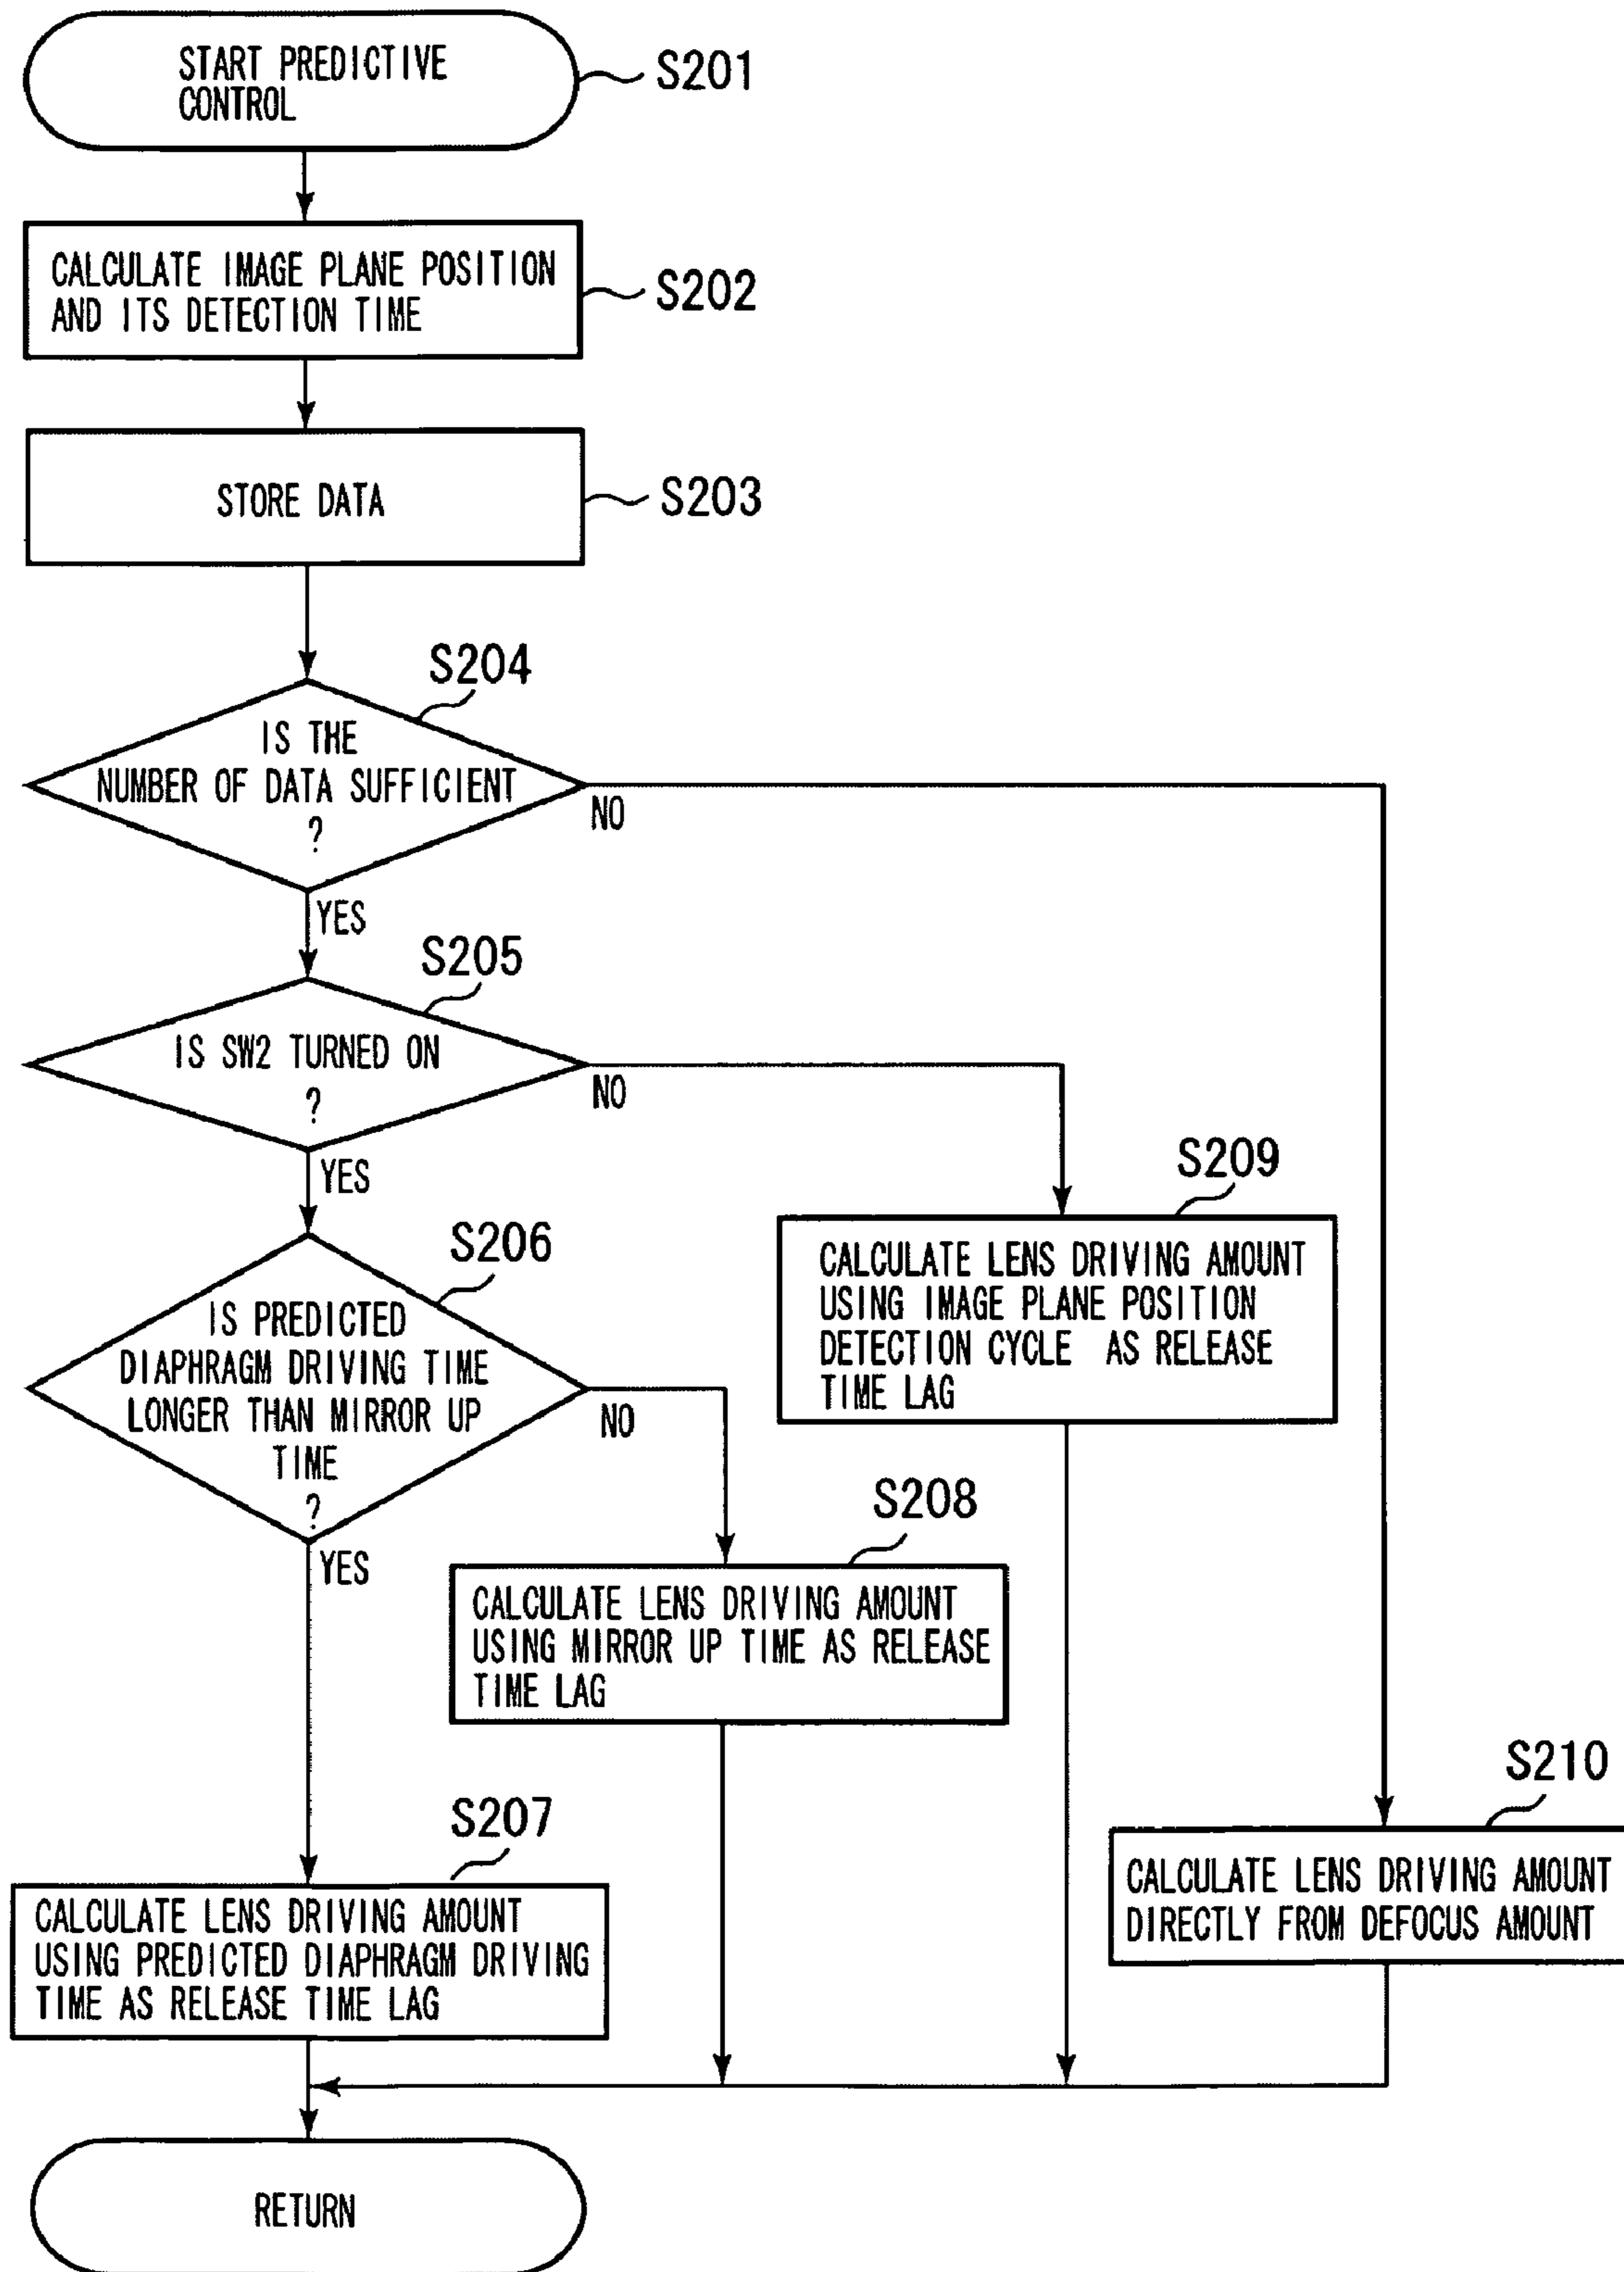 START PREDICTIVE
CONTROL
S201
CALCULATE IMAGE PLANE POSITION
AND ITS DETECTION TIME
S202
STORE DATA
S203
S204
IS THE
NUMBER OF DATA SUFFICIENT
?
NO
YES
S205
IS SW2 TURNED ON
?
NO
YES
S206
IS PREDICTED
DIAPHRAGM DRIVING TIME
LONGER THAN MIRROR UP
TIME
?
NO
YES
S209
CALCULATE LENS DRIVING AMOUNT
USING IMAGE PLANE POSITION
DETECTION CYCLE AS RELEASE
TIME LAG
S208
CALCULATE LENS DRIVING AMOUNT
USING MIRROR UP TIME AS RELEASE
TIME LAG
S210
CALCULATE LENS DRIVING AMOUNT
DIRECTLY FROM DEFOCUS AMOUNT
S207
CALCULATE LENS DRIVING AMOUNT
USING PREDICTED DIAPHRAGM DRIVING
TIME AS RELEASE TIME LAG
RETURN